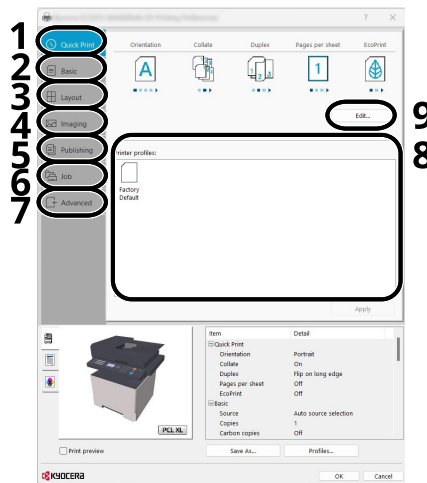 ? ×
1 Quick Print
2 Basic
3 Layout
4 Imaging
5 Publishing
6 Job
7 Advanced
Orientation Collate Duplex Pages per sheet EcoPrint
A 1 2 3 1
Edit... 9
8
Printer profiles:
Factory
Default
Apply
Item Detail
Quick Print
Orientation Portrait
Collate On
Duplex Flip on long edge
Pages per sheet Off
EcoPrint Off
Basic
Source Auto source selection
Copies 1
Carbon copies Off
PCL XL
Print preview Save As... Profiles...
KYOCERA OK Cancel